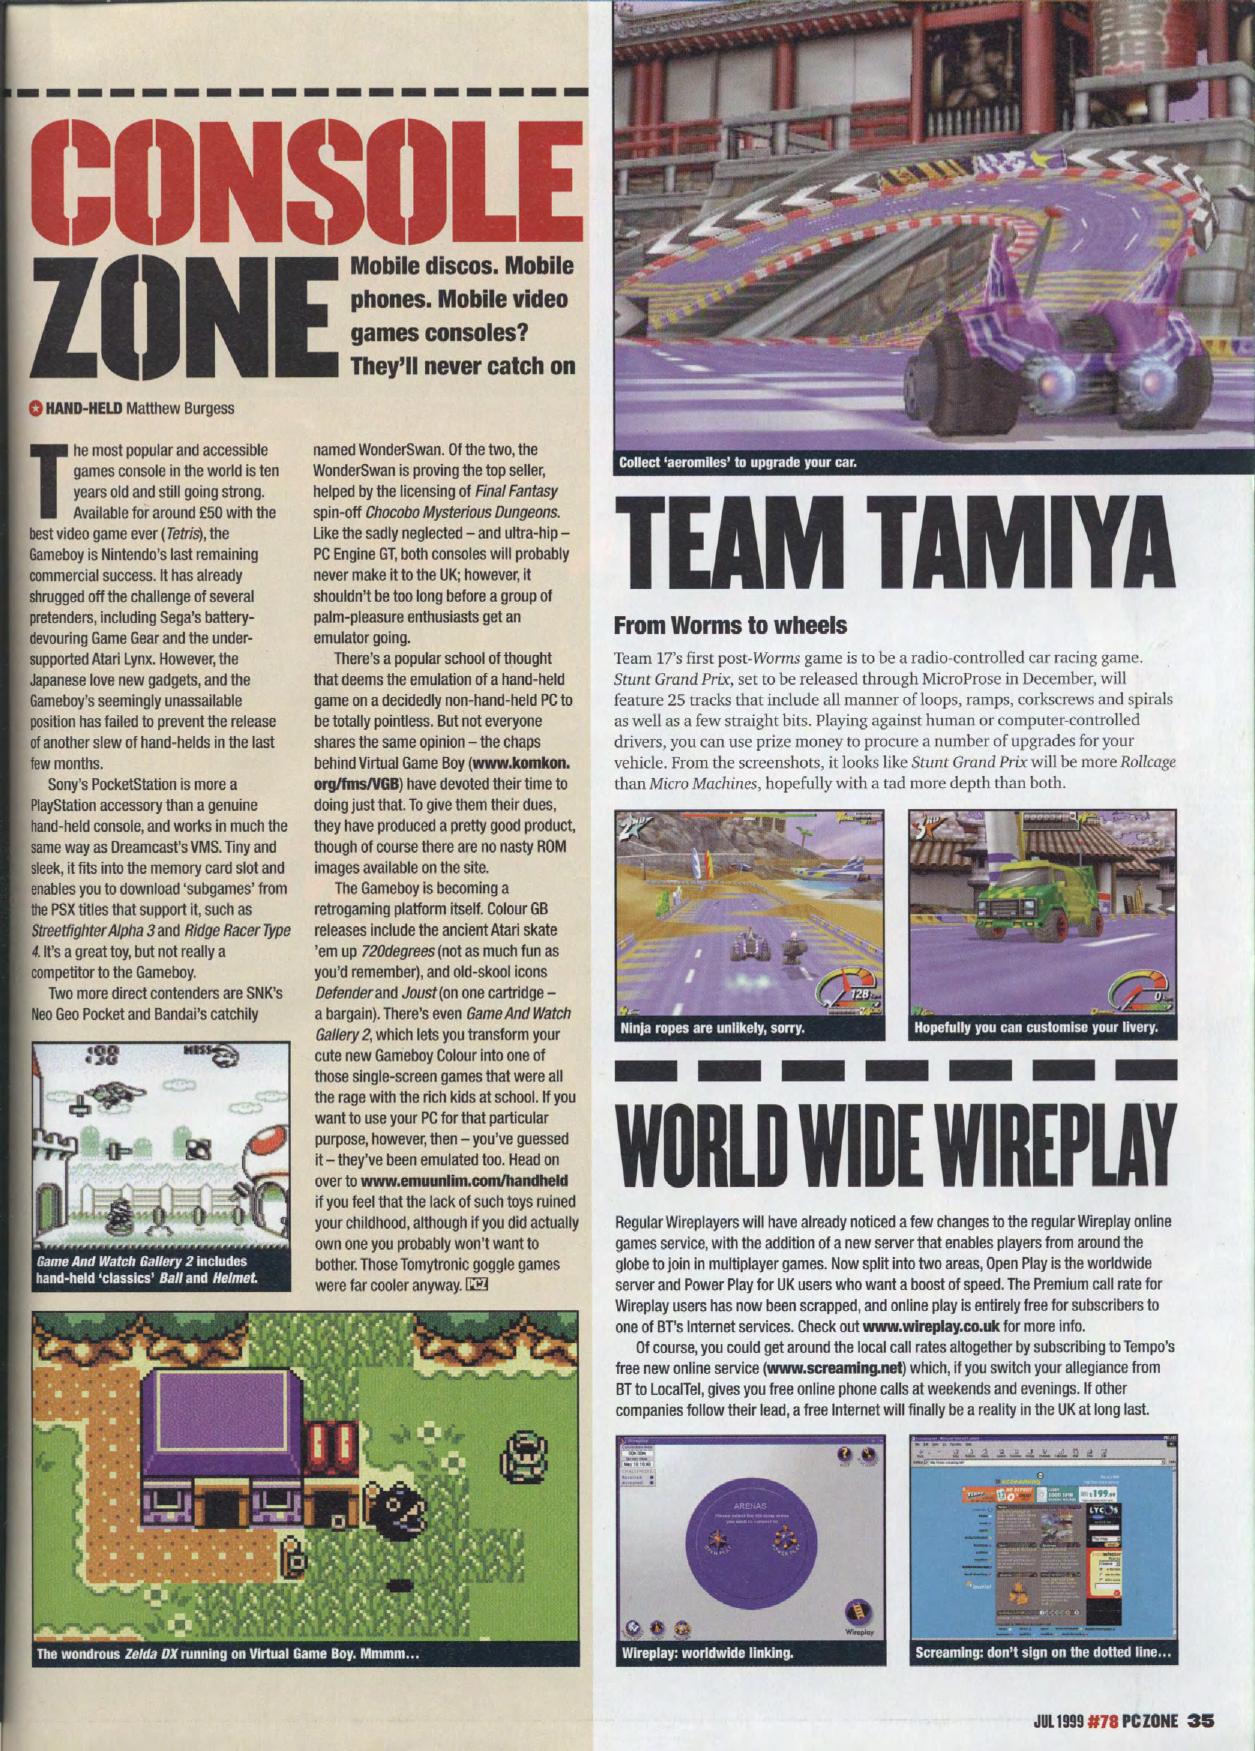 CONSOLE
ZONE
Mobile discos. Mobile
phones. Mobile video
games consoles?
They'll never catch on
HAND-HELD Matthew Burgess
The most popular and accessible
games console in the world is ten
years old and still going strong.
Available for around £50 with the
best video game ever (Tetris), the
Gameboy is Nintendo's last remaining
commercial success. It has already
shrugged off the challenge of several
pretenders, including Sega's battery-
devouring Game Gear and the under-
supported Atari Lynx. However, the
Japanese love new gadgets, and the
Gameboy's seemingly unassailable
position has failed to prevent the release
of another slew of hand-helds in the last
few months.
Sony's PocketStation is more a
PlayStation accessory than a genuine
hand-held console, and works in much the
same way as Dreamcast's VMS. Tiny and
sleek, it fits into the memory card slot and
enables you to download 'subgames' from
the PSX titles that support it, such as
Streetfighter Alpha 3 and Ridge Racer Type
4. It's a great toy, but not really a
competitor to the Gameboy.
Two more direct contenders are SNK's
Neo Geo Pocket and Bandai's catchily
MISS
Game And Watch Gallery 2 includes
hand-held 'classics' Ball and Helmet.
named WonderSwan. Of the two, the
WonderSwan is proving the top seller,
helped by the licensing of Final Fantasy
spin-off Chocobo Mysterious Dungeons.
Like the sadly neglected – and ultra-hip –
PC Engine GT, both consoles will probably
never make it to the UK; however, it
shouldn't be too long before a group of
palm-pleasure enthusiasts get an
emulator going.
There's a popular school of thought
that deems the emulation of a hand-held
game on a decidedly non-hand-held PC to
be totally pointless. But not everyone
shares the same opinion – the chaps
behind Virtual Game Boy (www.komkon.
org/fms/VGB) have devoted their time to
doing just that. To give them their dues,
they have produced a pretty good product,
though of course there are no nasty ROM
images available on the site.
The Gameboy is becoming a
retrogaming platform itself. Colour GB
releases include the ancient Atari skate
'em up 720degrees (not as much fun as
you'd remember), and old-skool icons
Defender and Joust (on one cartridge –
a bargain). There's even Game And Watch
Gallery 2, which lets you transform your
cute new Gameboy Colour into one of
those single-screen games that were all
the rage with the rich kids at school. If you
want to use your PC for that particular
purpose, however, then – you've guessed
it – they've been emulated too. Head on
over to www.emuunlim.com/handheld
if you feel that the lack of such toys ruined
your childhood, although if you did actually
own one you probably won't want to
bother. Those Tomytronic goggle games
were far cooler anyway. PCZ
The wondrous Zelda DX running on Virtual Game Boy. Mmmm...
Collect 'aeromiles' to upgrade your car.
TEAM TAMIYA
From Worms to wheels
Team 17's first post-Worms game is to be a radio-controlled car racing game.
Stunt Grand Prix, set to be released through MicroProse in December, will
feature 25 tracks that include all manner of loops, ramps, corkscrews and spirals
as well as a few straight bits. Playing against human or computer-controlled
drivers, you can use prize money to procure a number of upgrades for your
vehicle. From the screenshots, it looks like Stunt Grand Prix will be more Rollcage
than Micro Machines, hopefully with a tad more depth than both.
2ND
128
Ninja ropes are unlikely, sorry.
3RD
0
Hopefully you can customise your livery.
WORLD WIDE WIREPLAY
Regular Wireplayers will have already noticed a few changes to the regular Wireplay online
games service, with the addition of a new server that enables players from around the
globe to join in multiplayer games. Now split into two areas, Open Play is the worldwide
server and Power Play for UK users who want a boost of speed. The Premium call rate for
Wireplay users has now been scrapped, and online play is entirely free for subscribers to
one of BT's Internet services. Check out www.wireplay.co.uk for more info.
Of course, you could get around the local call rates altogether by subscribing to Tempo's
free new online service (www.screaming.net) which, if you switch your allegiance from
BT to LocalTel, gives you free online phone calls at weekends and evenings. If other
companies follow their lead, a free Internet will finally be a reality in the UK at long last.
ARENAS
Wireplay
Wireplay: worldwide linking.
£199.99
LYCOS
Screaming: don't sign on the dotted line...
JUL 1999 #78 PC ZONE 35